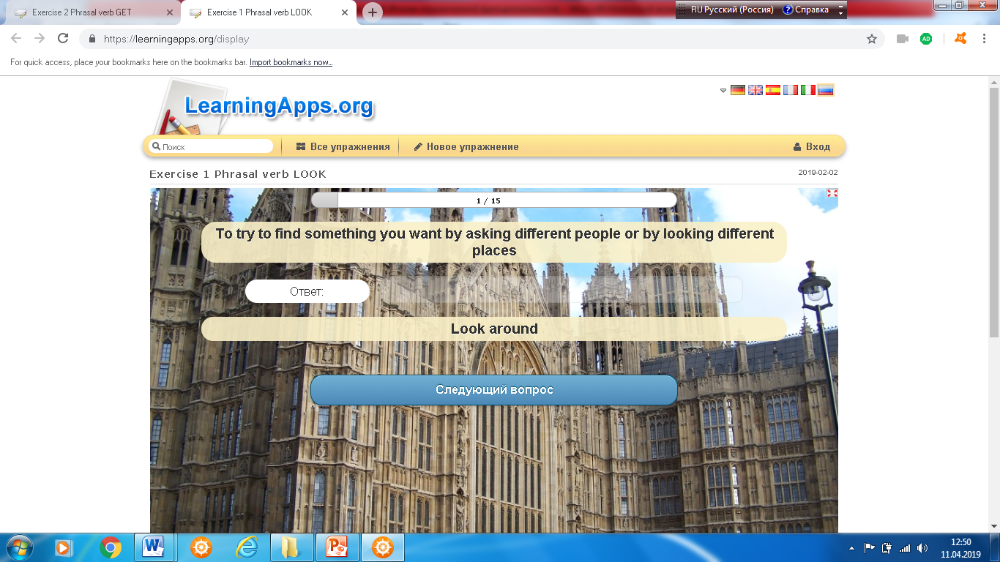 Exercise 2 Phrasal verb GET
Exercise 1 Phrasal verb LOOK
RU Русский (Россия)
Справка
https://learningapps.org/display
For quick access, place your bookmarks here on the bookmarks bar. Import bookmarks now...
LearningApps.org
Поиск
Все упражнения
Новое упражнение
Вход
Exercise 1 Phrasal verb LOOK
2019-02-02
1 / 15
To try to find something you want by asking different people or by looking different
places
Ответ:
Look around
Следующий вопрос
12:50
11.04.2019